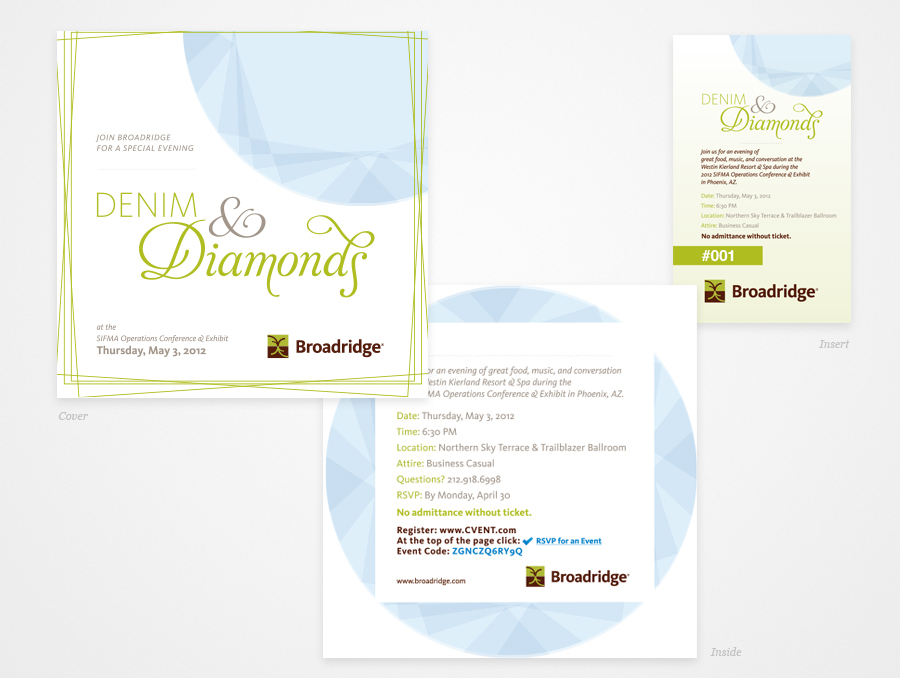 JOIN BROADRIDGE
FOR A SPECIAL EVENING
DENIM &
Diamonds
at the
SIFMA Operations Conference & Exhibit
Thursday, May 3, 2012
Broadridge®
Cover
DENIM &
Diamonds
Join us for an evening of
great food, music, and conversation at the
Westin Kierland Resort & Spa during the
2012 SIFMA Operations Conference & Exhibit
in Phoenix, AZ.
Date: Thursday, May 3, 2012
Time: 6:30 PM
Location: Northern Sky Terrace & Trailblazer Ballroom
Attire: Business Casual
No admittance without ticket.
#001
Broadridge®
Insert
for an evening of great food, music, and conversation
Westin Kierland Resort & Spa during the
Operations Conference & Exhibit in Phoenix, AZ.
Date: Thursday, May 3, 2012
Time: 6:30 PM
Location: Northern Sky Terrace & Trailblazer Ballroom
Attire: Business Casual
Questions? 212.918.6998
RSVP: By Monday, April 30
No admittance without ticket.
Register: www.CVENT.com
At the top of the page click: ✔ RSVP for an Event
Event Code: ZGNCZQ6RY9Q
www.broadridge.com
Broadridge®
Inside